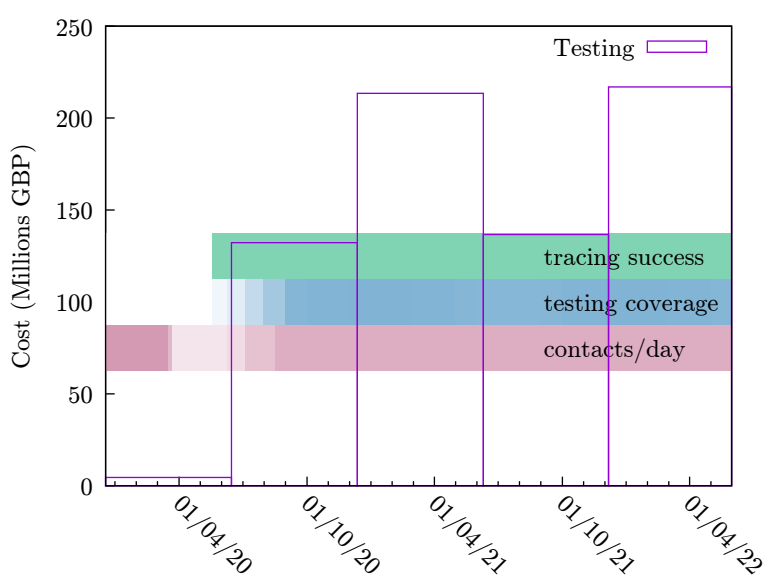 250
200
150
100
50
0
Cost (Millions GBP)
Testing
tracing success
testing coverage
contacts/day
01/04/20
01/10/20
01/04/21
01/10/21
01/04/22